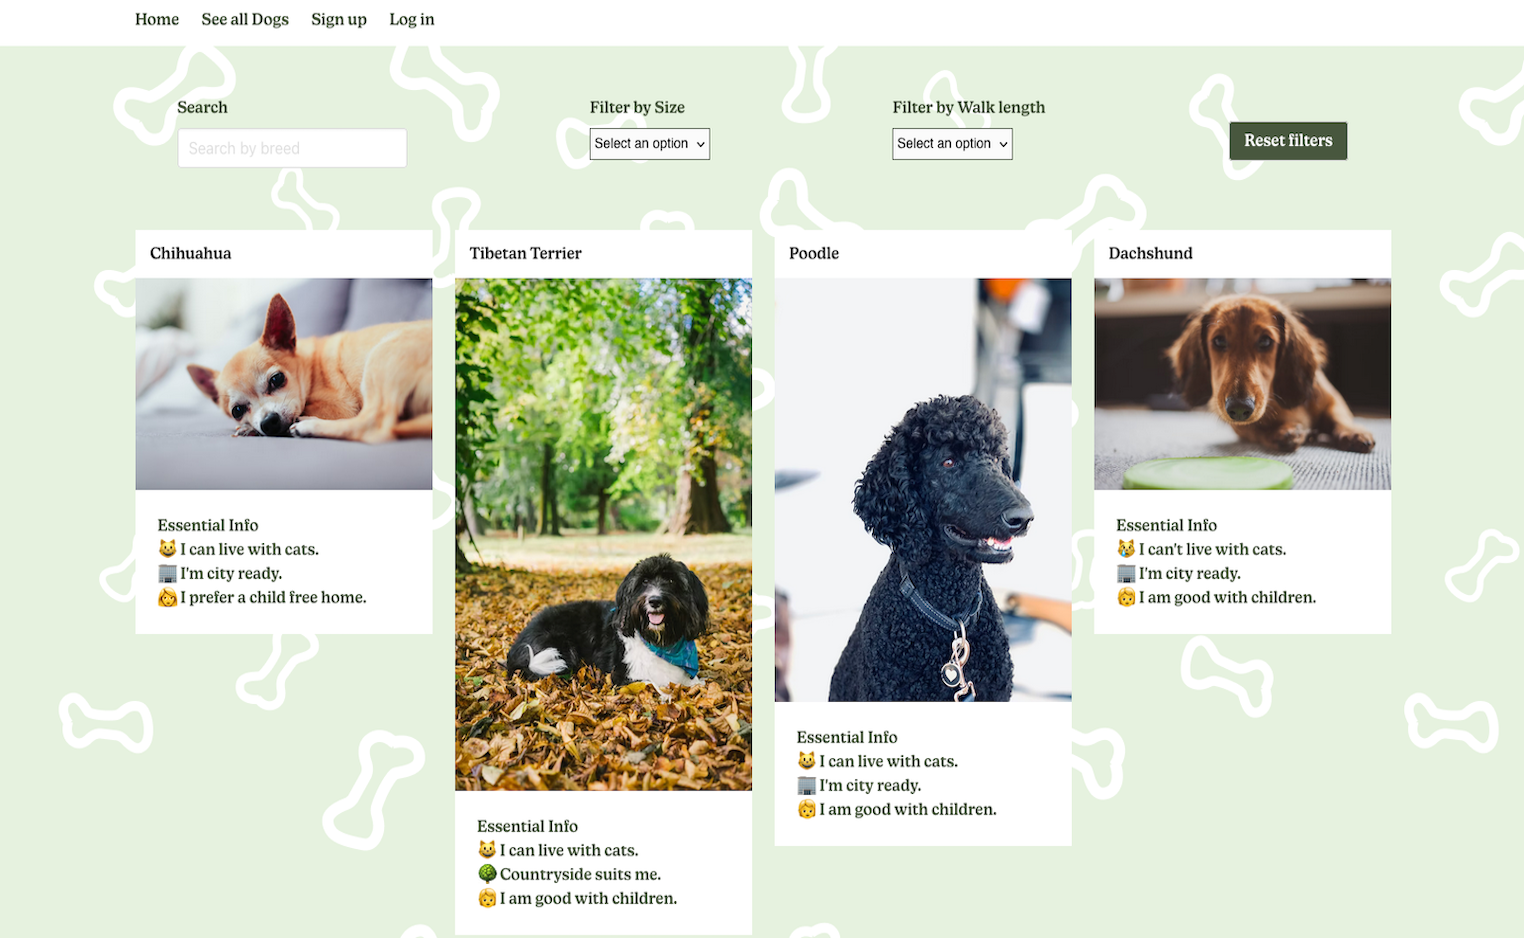 Home See all Dogs Sign up Log in
Search Filter by Size Filter by Walk length
Search by breed Select an option Select an option Reset filters
Chihuahua
Essential Info
I can live with cats.
I'm city ready.
I prefer a child free home.
Tibetan Terrier
Essential Info
I can live with cats.
Countryside suits me.
I am good with children.
Poodle
Essential Info
I can live with cats.
I'm city ready.
I am good with children.
Dachshund
Essential Info
I can't live with cats.
I'm city ready.
I am good with children.